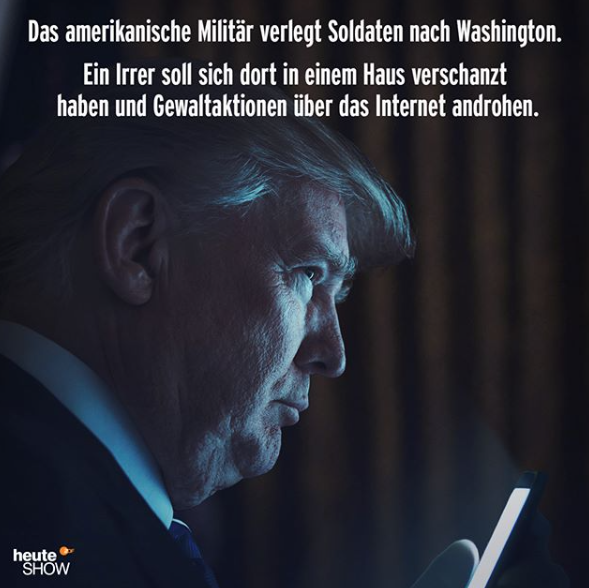 Das amerikanische Militär verlegt Soldaten nach Washington.
Ein Irrer soll sich dort in einem Haus verschanzt
haben und Gewaltaktionen über das Internet androhen.
heute
SHOW